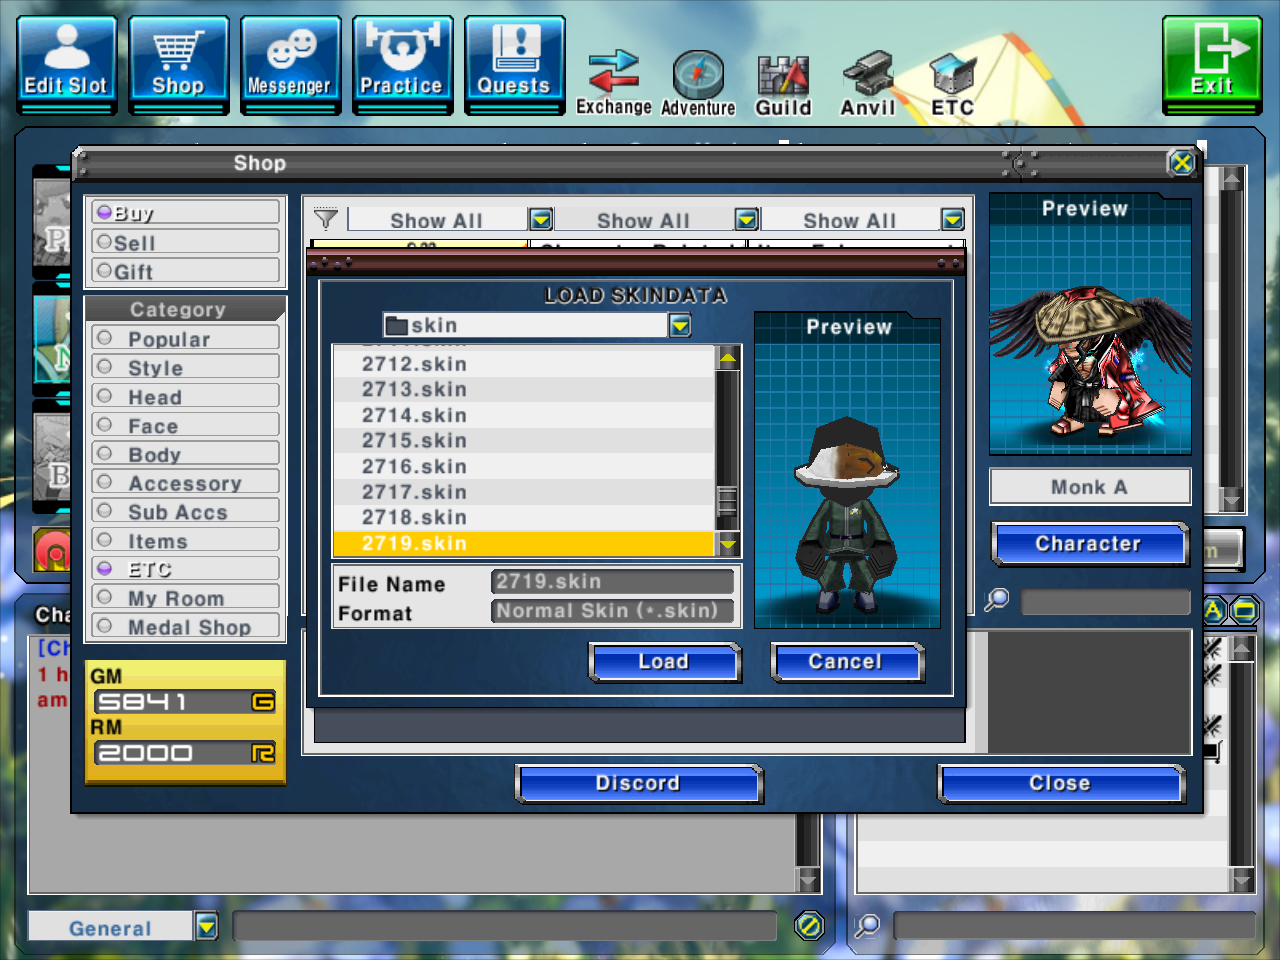 Edit Slot
Shop
Messenger
Practice
Quests
Exchange
Adventure
Guild
Anvil
ETC
Exit
Shop
Buy
Sell
Gift
Category
Popular
Style
Head
Face
Body
Accessory
Sub Accs
Items
ETC
My Room
Medal Shop
GM
5841 G
RM
2000 R
Show All
Show All
Show All
LOAD SKINDATA
skin
2712.skin
2713.skin
2714.skin
2715.skin
2716.skin
2717.skin
2718.skin
2719.skin
File Name
2719.skin
Format
Normal Skin (*.skin)
Preview
Load
Cancel
Preview
Monk A
Character
Discord
Close
Cha
[Ch
1 h
am
General